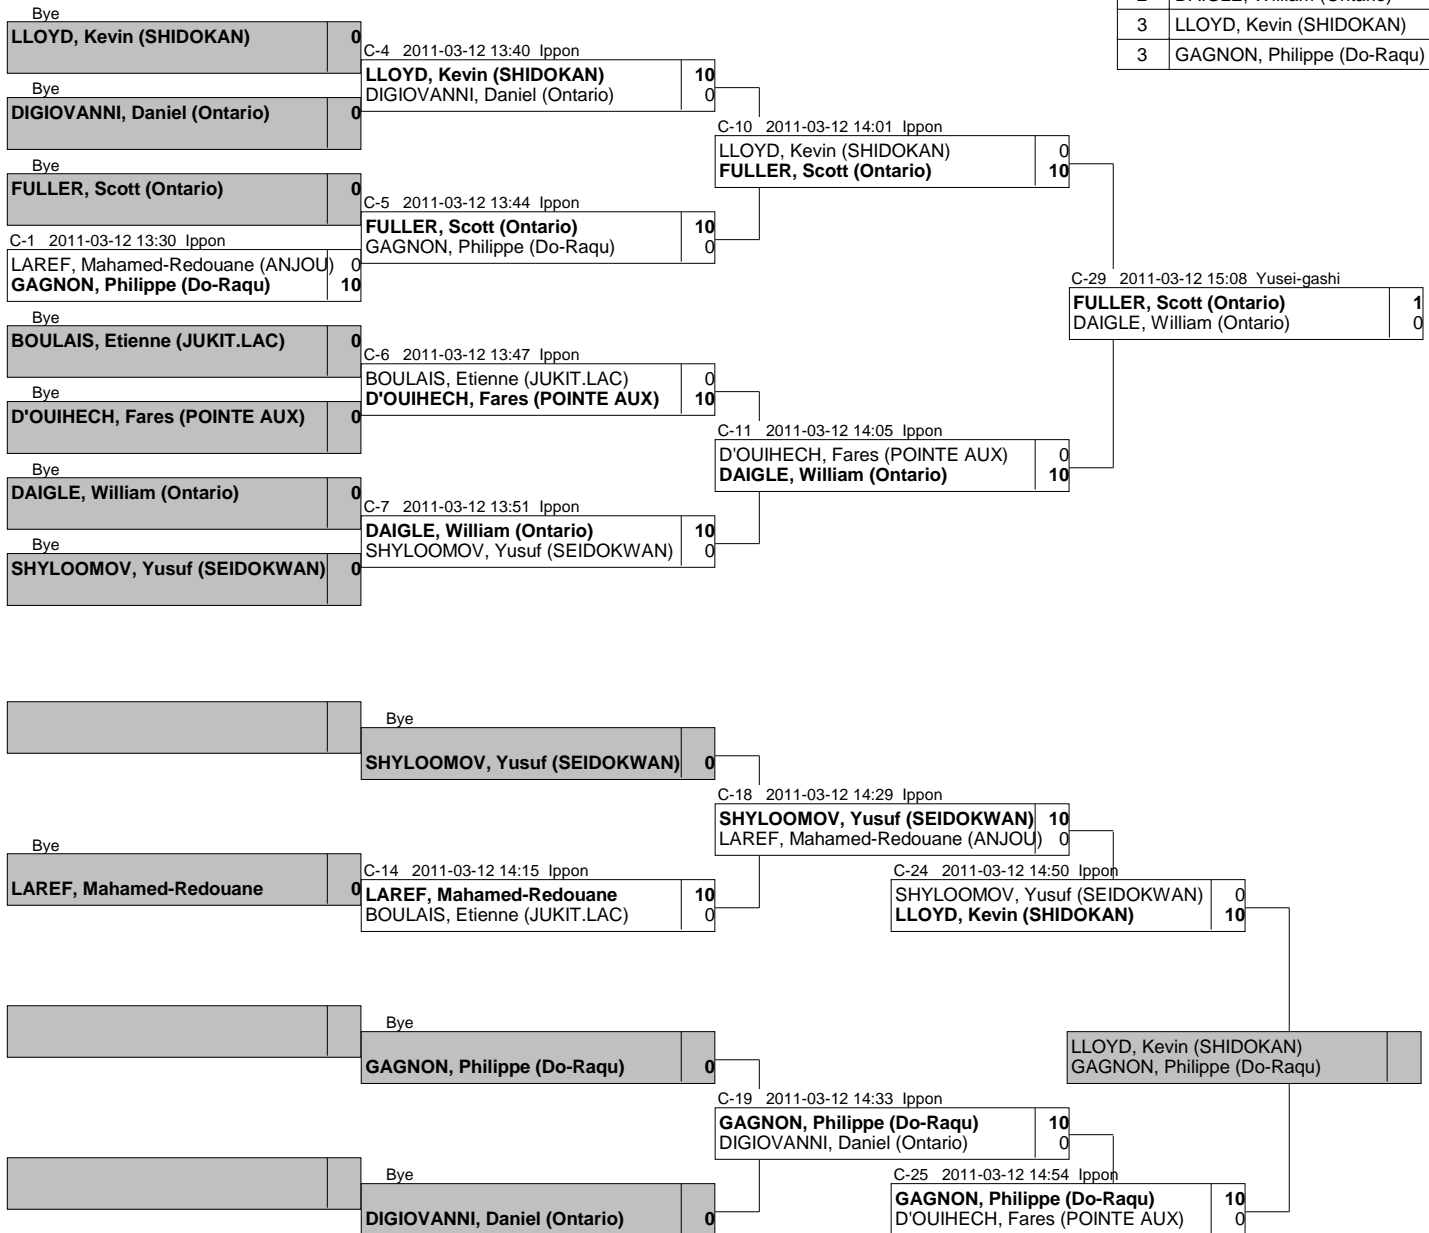 2 DAIGLE, William (Ontario)
3 LLOYD, Kevin (SHIDOKAN)
3 GAGNON, Philippe (Do-Raqu)
Bye
LLOYD, Kevin (SHIDOKAN) 0
Bye
DIGIOVANNI, Daniel (Ontario) 0
Bye
FULLER, Scott (Ontario) 0
C-1 2011-03-12 13:30 Ippon
LAREF, Mahamed-Redouane (ANJOU) 0
GAGNON, Philippe (Do-Raqu) 10
Bye
BOULAIS, Etienne (JUKIT.LAC) 0
Bye
D'OUIHECH, Fares (POINTE AUX) 0
Bye
DAIGLE, William (Ontario) 0
Bye
SHYLOOMOV, Yusuf (SEIDOKWAN) 0
C-4 2011-03-12 13:40 Ippon
LLOYD, Kevin (SHIDOKAN) 10
DIGIOVANNI, Daniel (Ontario) 0
C-5 2011-03-12 13:44 Ippon
FULLER, Scott (Ontario) 10
GAGNON, Philippe (Do-Raqu) 0
C-6 2011-03-12 13:47 Ippon
BOULAIS, Etienne (JUKIT.LAC) 0
D'OUIHECH, Fares (POINTE AUX) 10
C-7 2011-03-12 13:51 Ippon
DAIGLE, William (Ontario) 10
SHYLOOMOV, Yusuf (SEIDOKWAN) 0
C-10 2011-03-12 14:01 Ippon
LLOYD, Kevin (SHIDOKAN) 0
FULLER, Scott (Ontario) 10
C-11 2011-03-12 14:05 Ippon
D'OUIHECH, Fares (POINTE AUX) 0
DAIGLE, William (Ontario) 10
C-29 2011-03-12 15:08 Yusei-gashi
FULLER, Scott (Ontario) 1
DAIGLE, William (Ontario) 0
Bye
SHYLOOMOV, Yusuf (SEIDOKWAN) 0
Bye
LAREF, Mahamed-Redouane 0
C-14 2011-03-12 14:15 Ippon
LAREF, Mahamed-Redouane 10
BOULAIS, Etienne (JUKIT.LAC) 0
C-18 2011-03-12 14:29 Ippon
SHYLOOMOV, Yusuf (SEIDOKWAN) 10
LAREF, Mahamed-Redouane (ANJOU) 0
C-24 2011-03-12 14:50 Ippon
SHYLOOMOV, Yusuf (SEIDOKWAN) 0
LLOYD, Kevin (SHIDOKAN) 10
Bye
GAGNON, Philippe (Do-Raqu) 0
Bye
DIGIOVANNI, Daniel (Ontario) 0
C-19 2011-03-12 14:33 Ippon
GAGNON, Philippe (Do-Raqu) 10
DIGIOVANNI, Daniel (Ontario) 0
C-25 2011-03-12 14:54 Ippon
GAGNON, Philippe (Do-Raqu) 10
D'OUIHECH, Fares (POINTE AUX) 0
LLOYD, Kevin (SHIDOKAN)
GAGNON, Philippe (Do-Raqu)